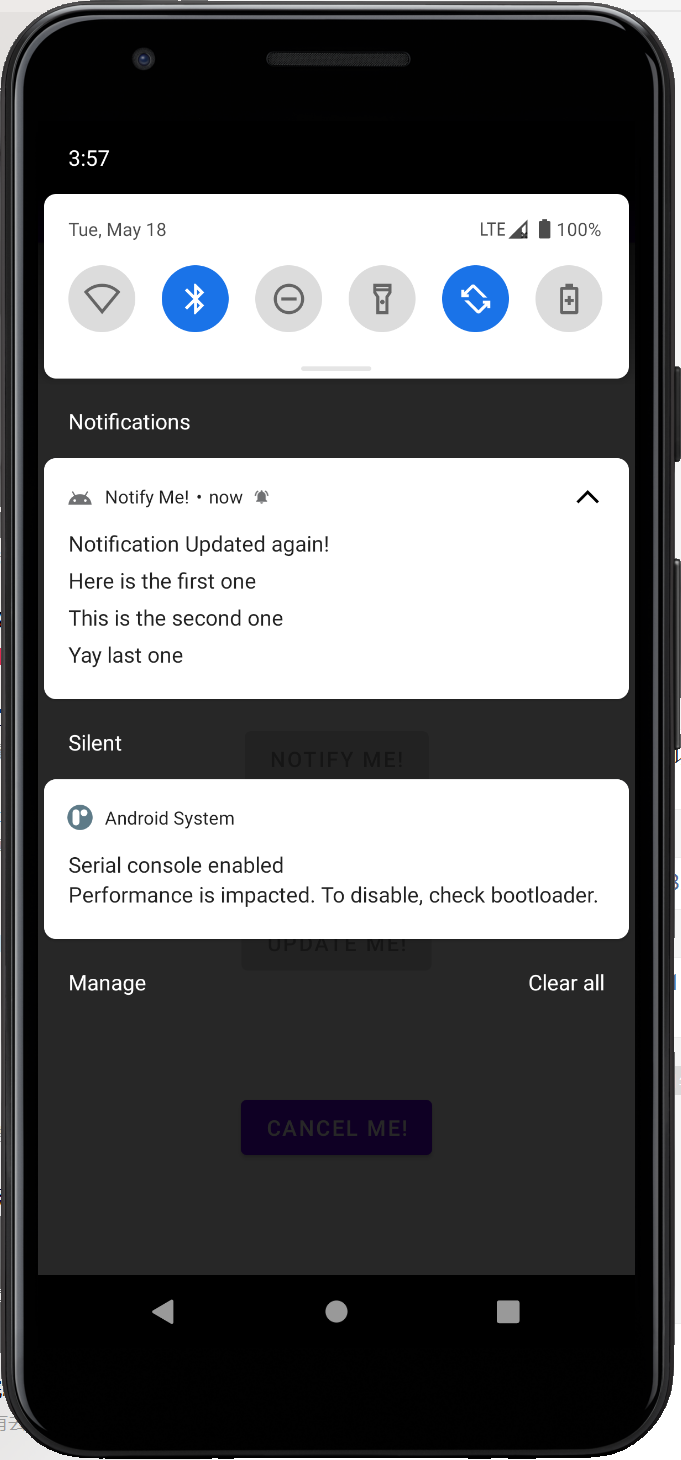 3:57
Tue, May 18 LTE 100%
Notifications
Notify Me! • now
Notification Updated again!
Here is the first one
This is the second one
Yay last one
Silent
NOTIFY ME!
Android System
Serial console enabled
Performance is impacted. To disable, check bootloader.
UPDATE ME!
Manage Clear all
CANCEL ME!